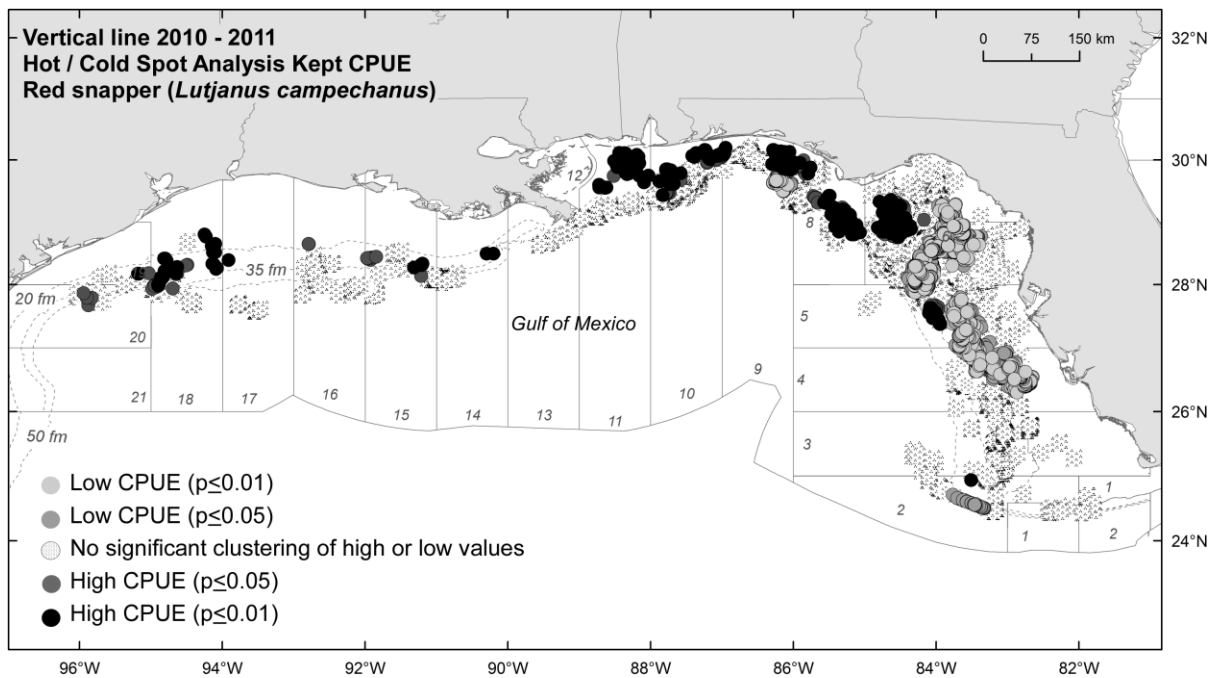 Vertical line 2010 - 2011
Hot / Cold Spot Analysis Kept CPUE
Red snapper (Lutjanus campechanus)
0 75 150 km
32°N
30°N
28°N
26°N
24°N
12
8
35 fm
20 fm
50 fm
Gulf of Mexico
5
20
9
4
21
18
17
16
15
14
13
11
10
3
2
1
1
2
Low CPUE (p≤0.01)
Low CPUE (p≤0.05)
No significant clustering of high or low values
High CPUE (p≤0.05)
High CPUE (p≤0.01)
96°W
94°W
92°W
90°W
88°W
86°W
84°W
82°W